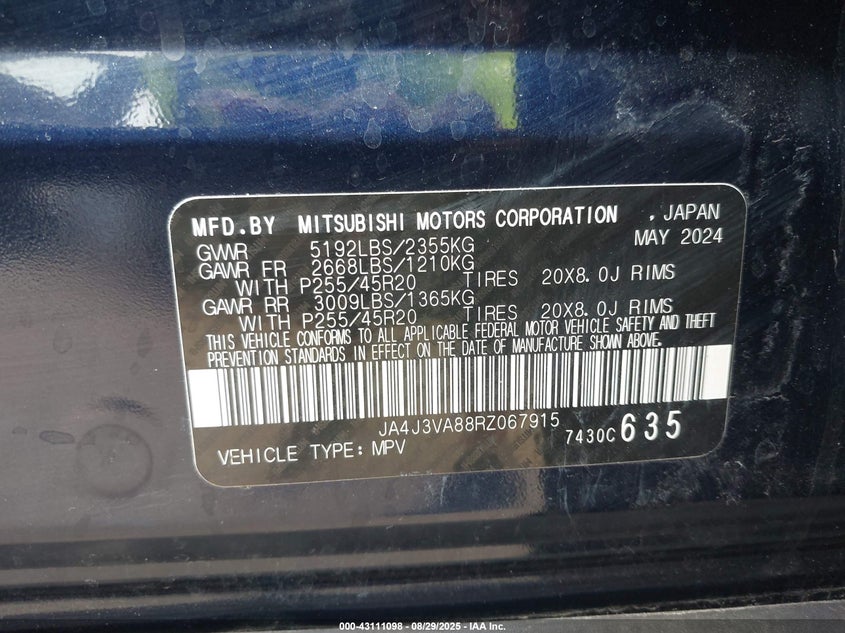 MFD.BY MITSUBISHI MOTORS CORPORATION . JAPAN
MAY 2024
GVWR 5192LBS/2355KG
GAWR FR 2668LBS/1210KG
WITH P255/45R20 TIRES 20X8.0J RIMS
GAWR RR 3009LBS/1365KG
WITH P255/45R20 TIRES 20X8.0J RIMS
THIS VEHICLE CONFORMS TO ALL APPLICABLE FEDERAL MOTOR VEHICLE SAFETY AND THEFT
PREVENTION STANDARDS IN EFFECT ON THE DATE OF MANUFACTURE SHOWN ABOVE.
JA4J3VA88RZ067915
VEHICLE TYPE: MPV 7430C 635
000-43111098 - 08/29/2025 - IAA Inc.